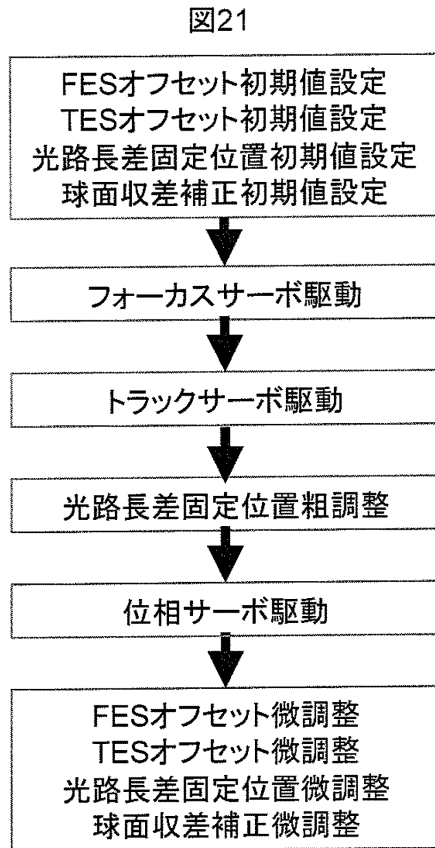 図21
FESオフセット初期値設定
TESオフセット初期値設定
光路長差固定位置初期値設定
球面収差補正初期値設定
フォーカスサーボ駆動
トラックサーボ駆動
光路長差固定位置粗調整
位相サーボ駆動
FESオフセット微調整
TESオフセット微調整
光路長差固定位置微調整
球面収差補正微調整